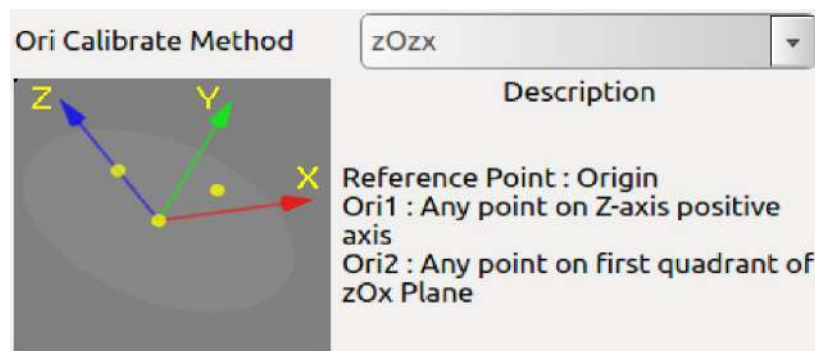 Ori Calibrate Method
zOzx
Z
Y
X
Description
Reference Point : Origin
Ori1 : Any point on Z-axis positive
axis
Ori2 : Any point on first quadrant of
zOx Plane